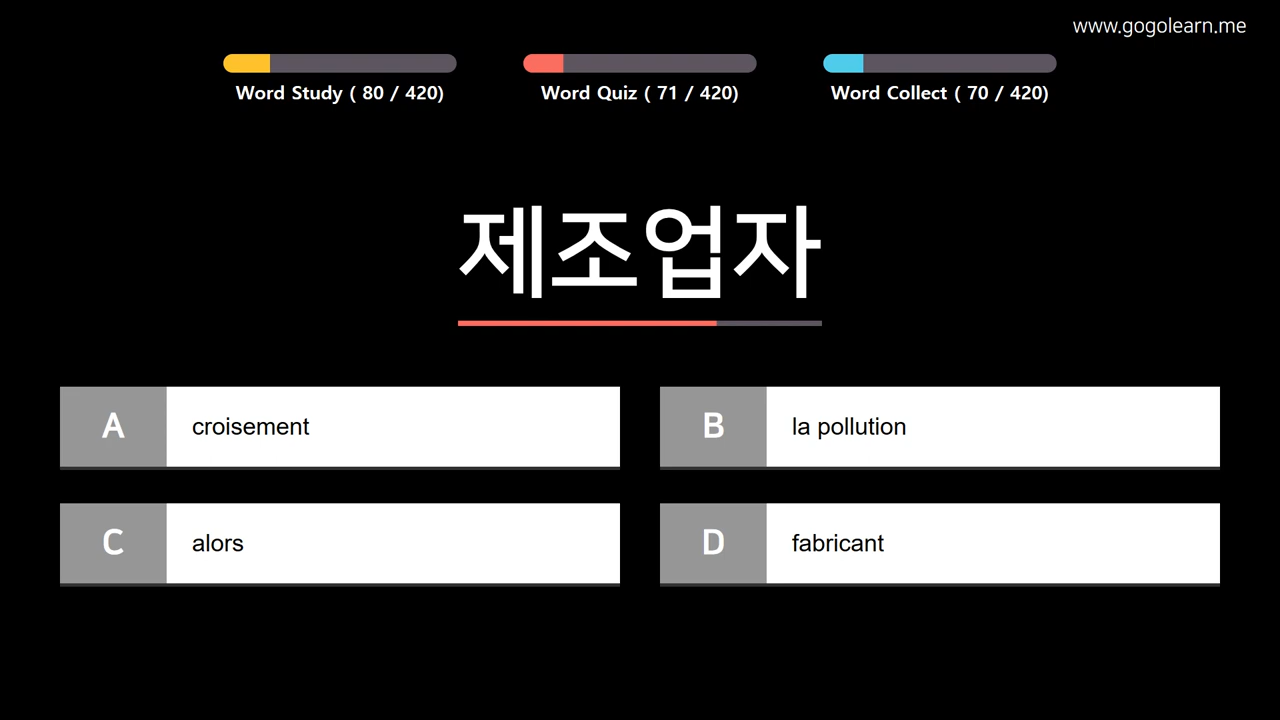 www.gogolearn.me
Word Study ( 80 / 420)
Word Quiz ( 71 / 420)
Word Collect ( 70 / 420)
제조업자
A
croisement
B
la pollution
C
alors
D
fabricant